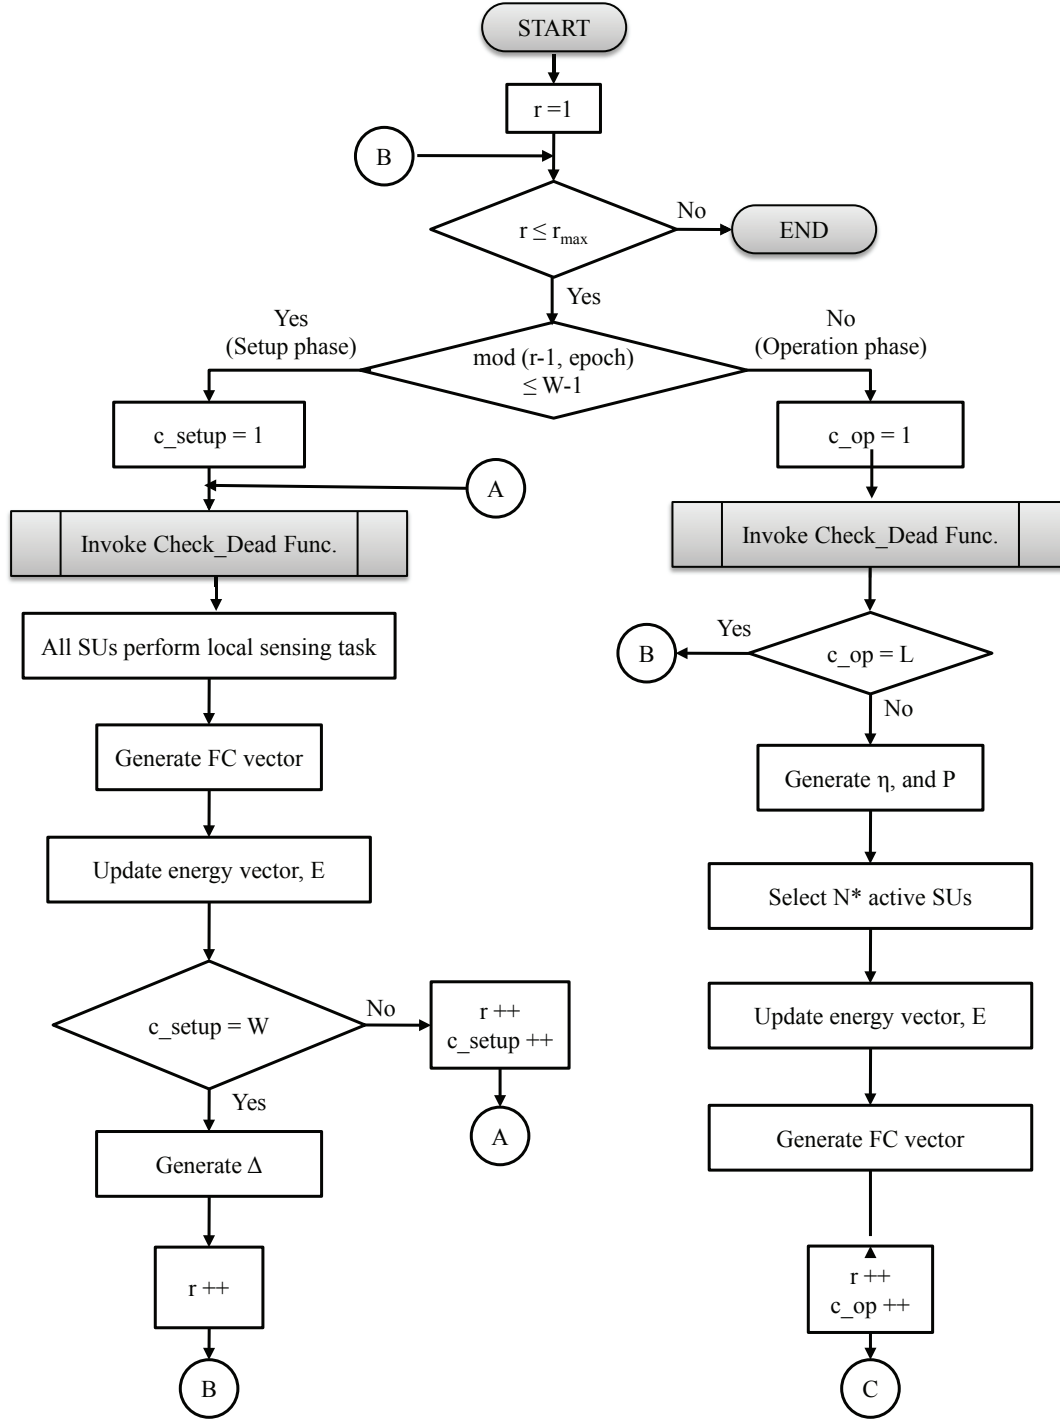 START
r =1
B
r ≤ rmax
No
END
Yes
Yes
(Setup phase)
mod (r-1, epoch)
≤ W-1
No
(Operation phase)
c_setup = 1
c_op = 1
A
Invoke Check_Dead Func.
Invoke Check_Dead Func.
All SUs perform local sensing task
B
Yes
c_op = L
No
Generate FC vector
Generate η, and P
Update energy vector, E
Select N* active SUs
c_setup = W
No
r ++
c_setup ++
Update energy vector, E
Yes
A
Generate FC vector
Generate Δ
r ++
r ++
c_op ++
B
C